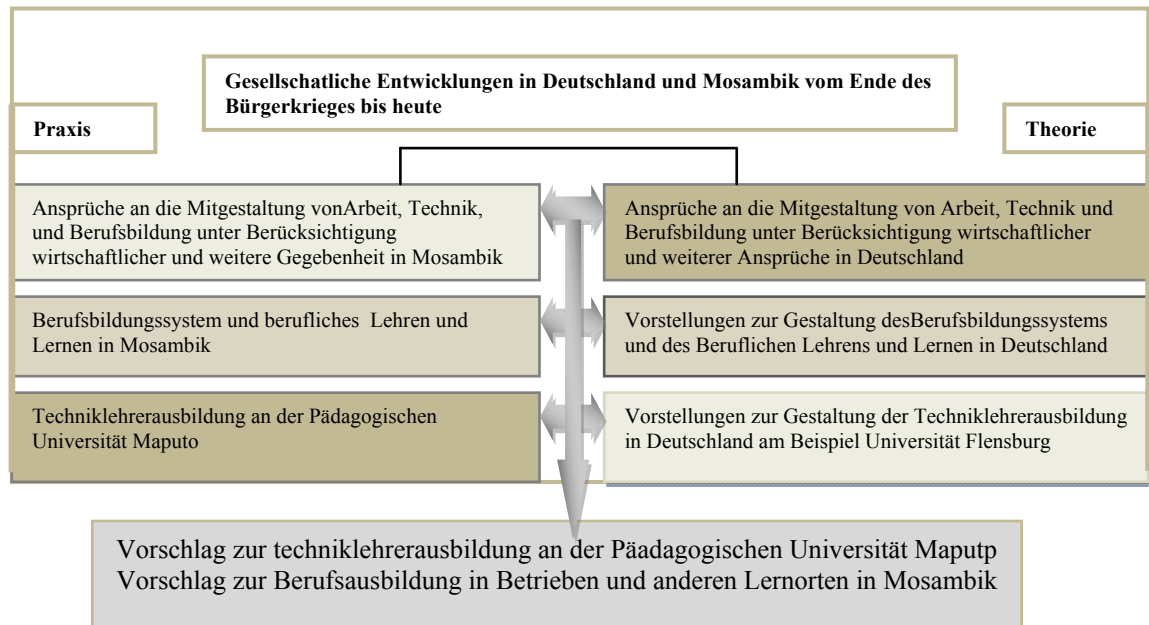 Gesellschatliche Entwicklungen in Deutschland und Mosambik vom Ende des
Bürgerkrieges bis heute
Praxis
Theorie
Ansprüche an die Mitgestaltung vonArbeit, Technik,
und Berufsbildung unter Berücksichtigung
wirtschaftlicher und weitere Gegebenheit in Mosambik
Ansprüche an die Mitgestaltung von Arbeit, Technik und
Berufsbildung unter Berücksichtigung wirtschaftlicher
und weiterer Ansprüche in Deutschland
Berufsbildungssystem und berufliches Lehren und
Lernen in Mosambik
Vorstellungen zur Gestaltung desBerufsbildungssystems
und des Beruflichen Lehrens und Lernen in Deutschland
Techniklehrerausbildung an der Pädagogischen
Universität Maputo
Vorstellungen zur Gestaltung der Techniklehrerausbildung
in Deutschland am Beispiel Universität Flensburg
Vorschlag zur techniklehrerausbildung an der Päadagogischen Universität Maputp
Vorschlag zur Berufsausbildung in Betrieben und anderen Lernorten in Mosambik